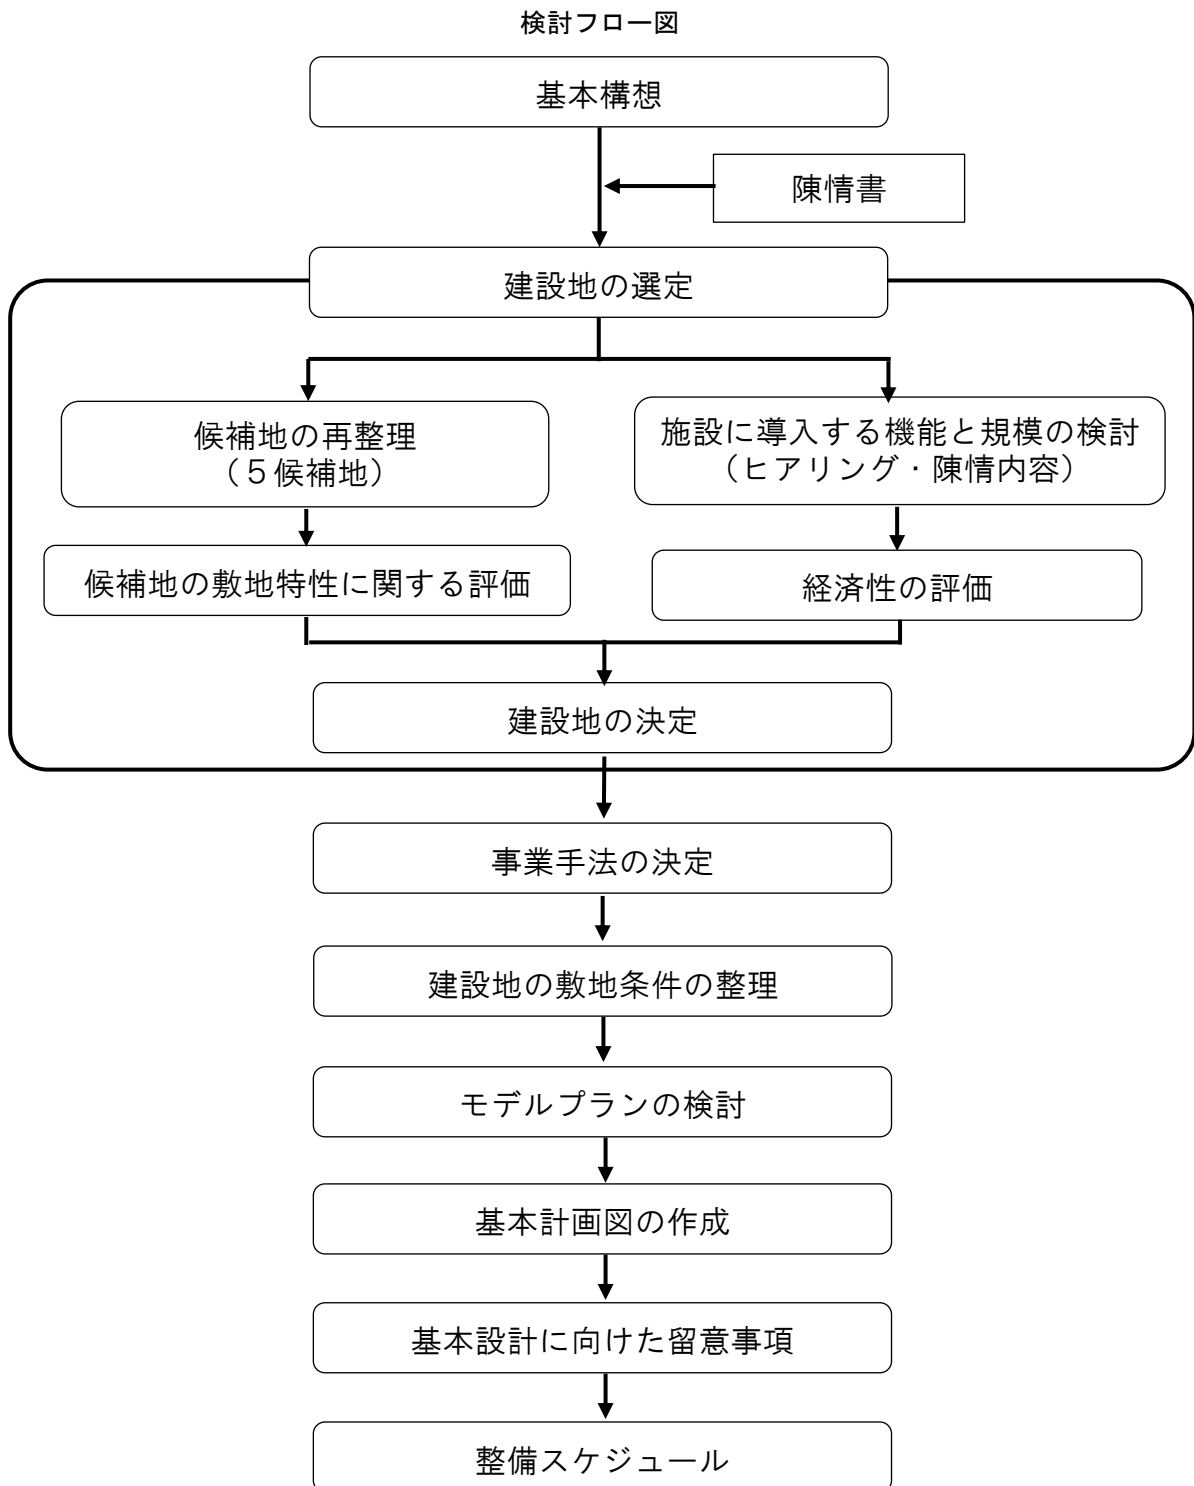 検討フロー図
基本構想
陳情書
建設地の選定
候補地の再整理
（５候補地）
施設に導入する機能と規模の検討
（ヒアリング・陳情内容）
候補地の敷地特性に関する評価
経済性の評価
建設地の決定
事業手法の決定
建設地の敷地条件の整理
モデルプランの検討
基本計画図の作成
基本設計に向けた留意事項
整備スケジュール